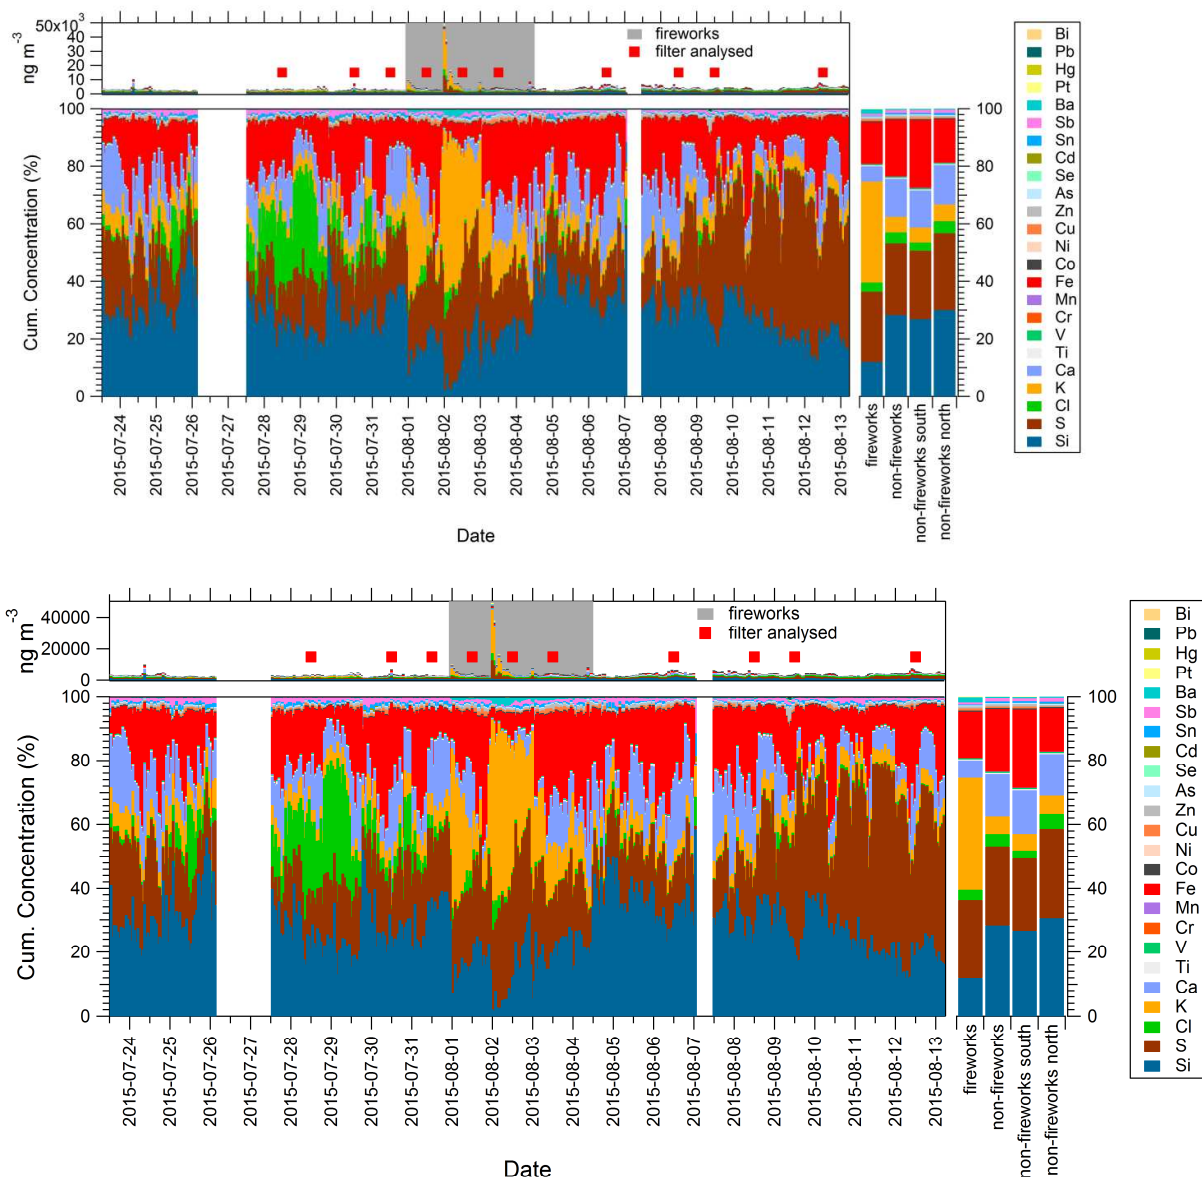 50x10³
40
30
20
10
0
ng m⁻³
fireworks
filter analysed
100
80
60
40
20
0
Cum. Concentration (%)
100
80
60
40
20
0
2015-07-24
2015-07-25
2015-07-26
2015-07-27
2015-07-28
2015-07-29
2015-07-30
2015-07-31
2015-08-01
2015-08-02
2015-08-03
2015-08-04
2015-08-05
2015-08-06
2015-08-07
2015-08-08
2015-08-09
2015-08-10
2015-08-11
2015-08-12
2015-08-13
fireworks
non-fireworks
non-fireworks south
non-fireworks north
Date
Bi
Pb
Hg
Pt
Ba
Sb
Sn
Cd
Se
As
Zn
Cu
Ni
Co
Fe
Mn
Cr
V
Ti
Ca
K
Cl
S
Si
40000
20000
0
ng m⁻³
fireworks
filter analysed
100
80
60
40
20
0
Cum. Concentration (%)
100
80
60
40
20
0
2015-07-24
2015-07-25
2015-07-26
2015-07-27
2015-07-28
2015-07-29
2015-07-30
2015-07-31
2015-08-01
2015-08-02
2015-08-03
2015-08-04
2015-08-05
2015-08-06
2015-08-07
2015-08-08
2015-08-09
2015-08-10
2015-08-11
2015-08-12
2015-08-13
fireworks
non-fireworks
non-fireworks south
non-fireworks north
Date
Bi
Pb
Hg
Pt
Ba
Sb
Sn
Cd
Se
As
Zn
Cu
Ni
Co
Fe
Mn
Cr
V
Ti
Ca
K
Cl
S
Si